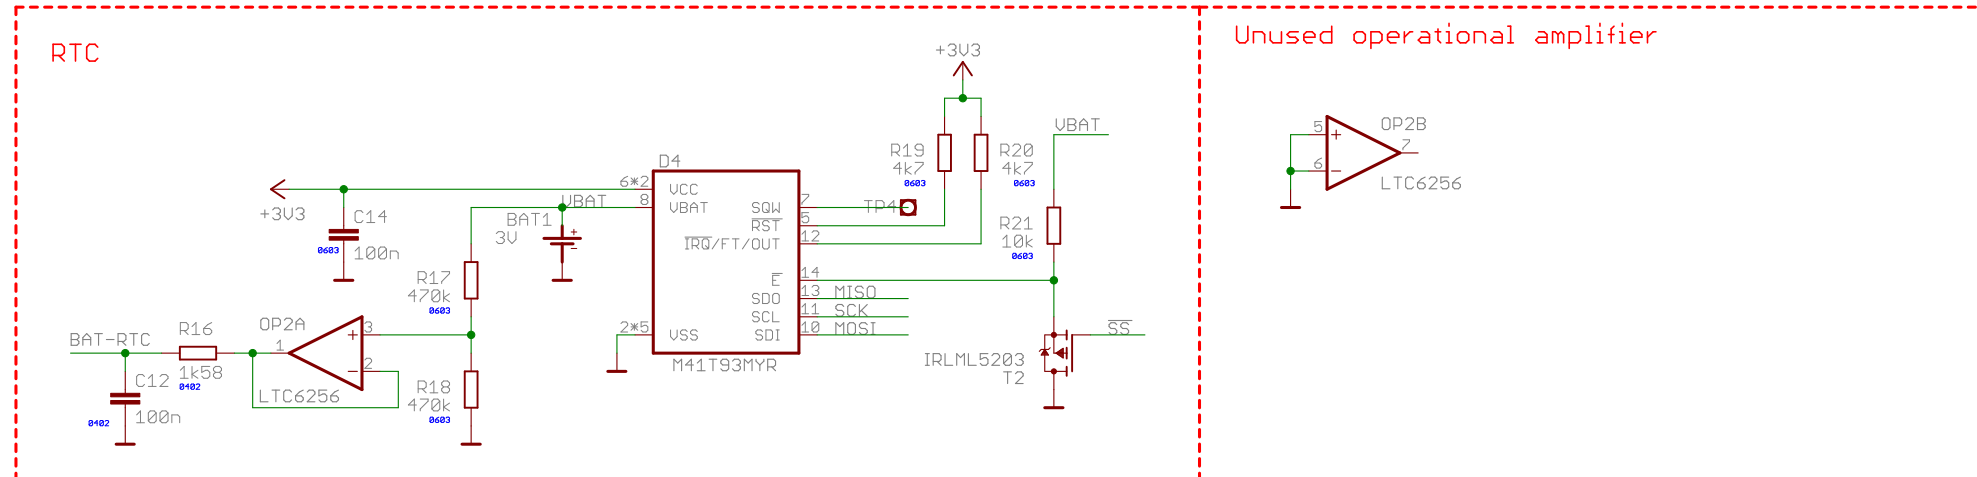 RTC
Unused operational amplifier
+3V3
VBAT
OP2B
5
+
7
6
−
LTC6256
R19
4k7
0603
R20
4k7
0603
D4
6*2
VCC
+3V3
C14
100n
0603
VBAT
8
VBAT
BAT1
3V
+
−
SQW
7
TP4
RST
5
IRQ/FT/OUT
12
R21
10k
0603
R17
470k
0603
E
14
SDO
13
MISO
SCL
11
SCK
SDI
10
MOSI
2*5
VSS
M41T93MYR
SS
IRLML5203
T2
BAT-RTC
R16
1k58
0402
OP2A
1
3
+
2
−
LTC6256
C12
100n
0402
R18
470k
0603